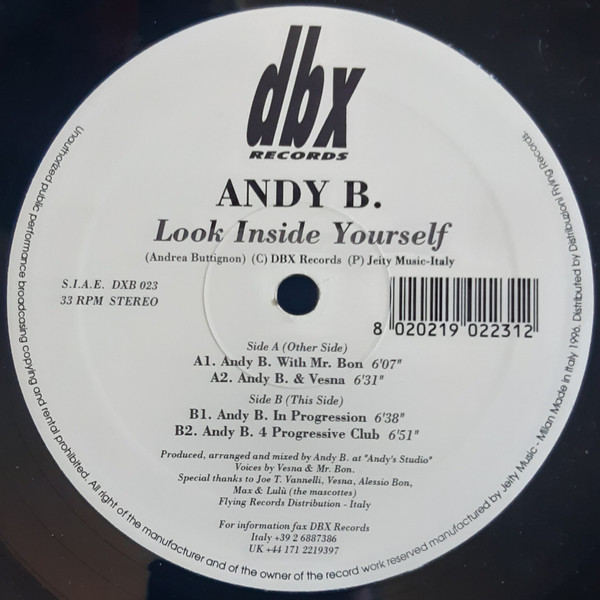 dbx
RECORDS
ANDY B.
Look Inside Yourself
(Andrea Buttignon) (C) DBX Records (P) Jeity Music-Italy
S.I.A.E. DXB 023
33 RPM STEREO
8 020219 022312
Side A (Other Side)
A1. Andy B. With Mr. Bon 6'07"
A2. Andy B. & Vesna 6'31"
Side B (This Side)
B1. Andy B. In Progression 6'38"
B2. Andy B. 4 Progressive Club 6'51"
Produced, arranged and mixed by Andy B. at "Andy's Studio"
Voices by Vesna & Mr. Bon.
Special thanks to Joe T. Vannelli, Vesna, Alessio Bon,
Max & Lulù (the mascottes)
Flying Records Distribution - Italy
For information fax DBX Records
Italy +39 2 6887386
UK +44 171 2219397
Unauthorized public performance broadcasting copying and rental prohibited. All right of the manufacturer and of the owner of the record work reserved manufactured by Jeity Music - Milan Made in Italy 1996. Distributed by Distribuzioni Flying Records.